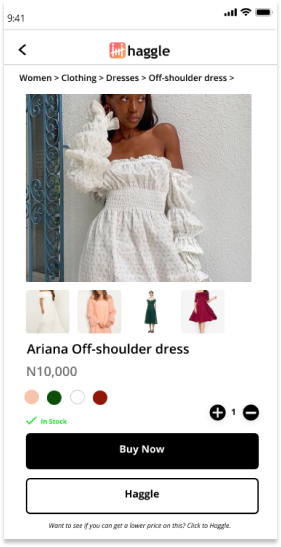 9:41
haggle
Women > Clothing > Dresses > Off-shoulder dress >
Ariana Off-shoulder dress
N10,000
1
In Stock
Buy Now
Haggle
Want to see if you can get a lower price on this? Click to Haggle.